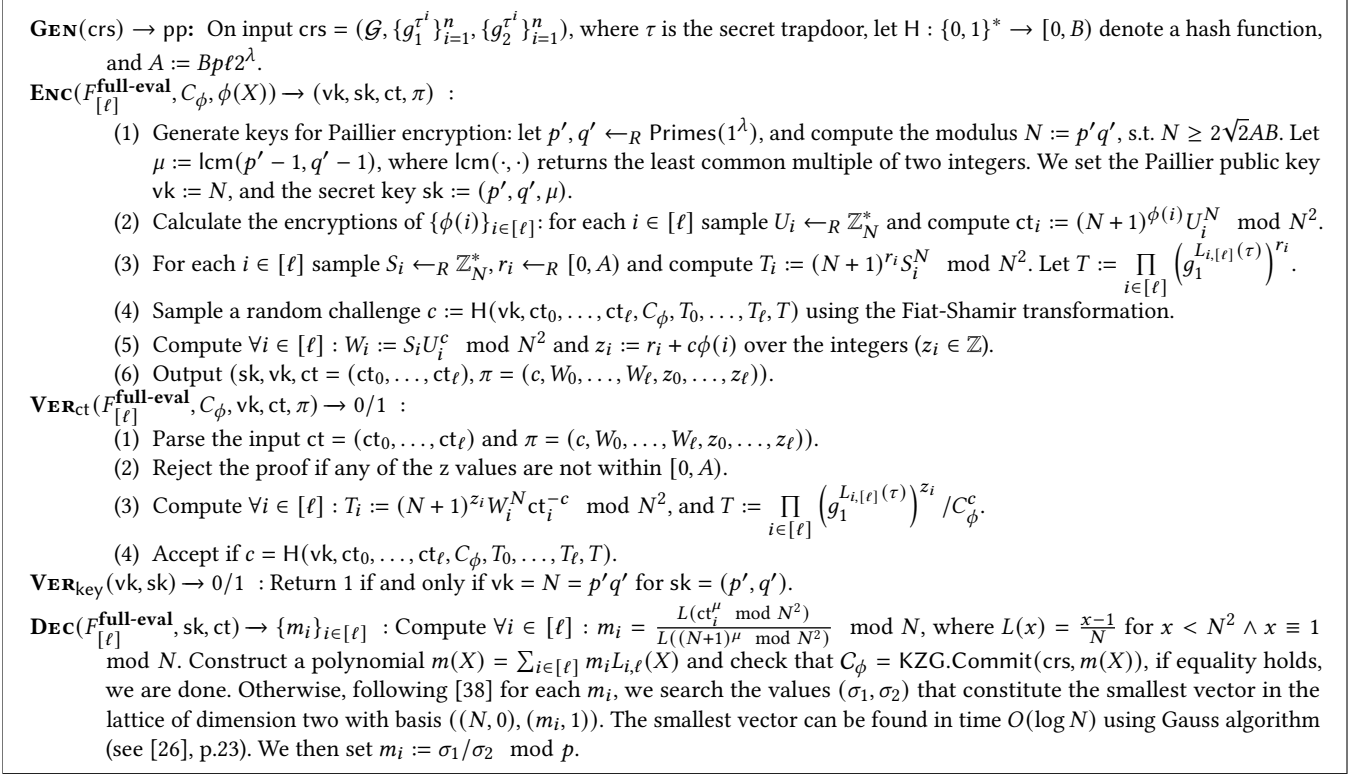 GEN(crs) → pp: On input crs = (𝒢, {g_1^{τ^i}}_{i=1}^n, {g_2^{τ^i}}_{i=1}^n), where τ is the secret trapdoor, let H : {0, 1}* → [0, B) denote a hash function,
and A := Bpℓ2^λ.
ENC(F_{[ℓ]}^{full-eval}, C_ϕ, ϕ(X)) → (vk, sk, ct, π) :
(1) Generate keys for Paillier encryption: let p′, q′ ←_R Primes(1^λ), and compute the modulus N := p′q′, s.t. N ≥ 2√2AB. Let
μ := lcm(p′ − 1, q′ − 1), where lcm(·, ·) returns the least common multiple of two integers. We set the Paillier public key
vk := N, and the secret key sk := (p′, q′, μ).
(2) Calculate the encryptions of {ϕ(i)}_{i∈[ℓ]}: for each i ∈ [ℓ] sample U_i ←_R ℤ_N^* and compute ct_i := (N + 1)^{ϕ(i)} U_i^N mod N^2.
(3) For each i ∈ [ℓ] sample S_i ←_R ℤ_N^*, r_i ←_R [0, A) and compute T_i := (N + 1)^{r_i} S_i^N mod N^2. Let T := ∏_{i∈[ℓ]} (g_1^{L_{i,[ℓ]}(τ)})^{r_i}.
(4) Sample a random challenge c := H(vk, ct_0, . . . , ct_ℓ, C_ϕ, T_0, . . . , T_ℓ, T) using the Fiat-Shamir transformation.
(5) Compute ∀i ∈ [ℓ] : W_i := S_i U_i^c mod N^2 and z_i := r_i + cϕ(i) over the integers (z_i ∈ ℤ).
(6) Output (sk, vk, ct = (ct_0, . . . , ct_ℓ), π = (c, W_0, . . . , W_ℓ, z_0, . . . , z_ℓ)).
VER_ct(F_{[ℓ]}^{full-eval}, C_ϕ, vk, ct, π) → 0/1 :
(1) Parse the input ct = (ct_0, . . . , ct_ℓ) and π = (c, W_0, . . . , W_ℓ, z_0, . . . , z_ℓ)).
(2) Reject the proof if any of the z values are not within [0, A).
(3) Compute ∀i ∈ [ℓ] : T_i := (N + 1)^{z_i} W_i^N ct_i^{−c} mod N^2, and T := ∏_{i∈[ℓ]} (g_1^{L_{i,[ℓ]}(τ)})^{z_i} /C_ϕ^c.
(4) Accept if c = H(vk, ct_0, . . . , ct_ℓ, C_ϕ, T_0, . . . , T_ℓ, T).
VER_key(vk, sk) → 0/1 : Return 1 if and only if vk = N = p′q′ for sk = (p′, q′).
DEC(F_{[ℓ]}^{full-eval}, sk, ct) → {m_i}_{i∈[ℓ]} : Compute ∀i ∈ [ℓ] : m_i = L(ct_i^μ mod N^2) / L((N+1)^μ mod N^2) mod N, where L(x) = (x−1)/N for x < N^2 ∧ x ≡ 1
mod N. Construct a polynomial m(X) = ∑_{i∈[ℓ]} m_i L_{i,ℓ}(X) and check that 𝒞_ϕ = KZG.Commit(crs, m(X)), if equality holds,
we are done. Otherwise, following [38] for each m_i, we search the values (σ_1, σ_2) that constitute the smallest vector in the
lattice of dimension two with basis ((N, 0), (m_i, 1)). The smallest vector can be found in time O(log N) using Gauss algorithm
(see [26], p.23). We then set m_i := σ_1/σ_2 mod p.